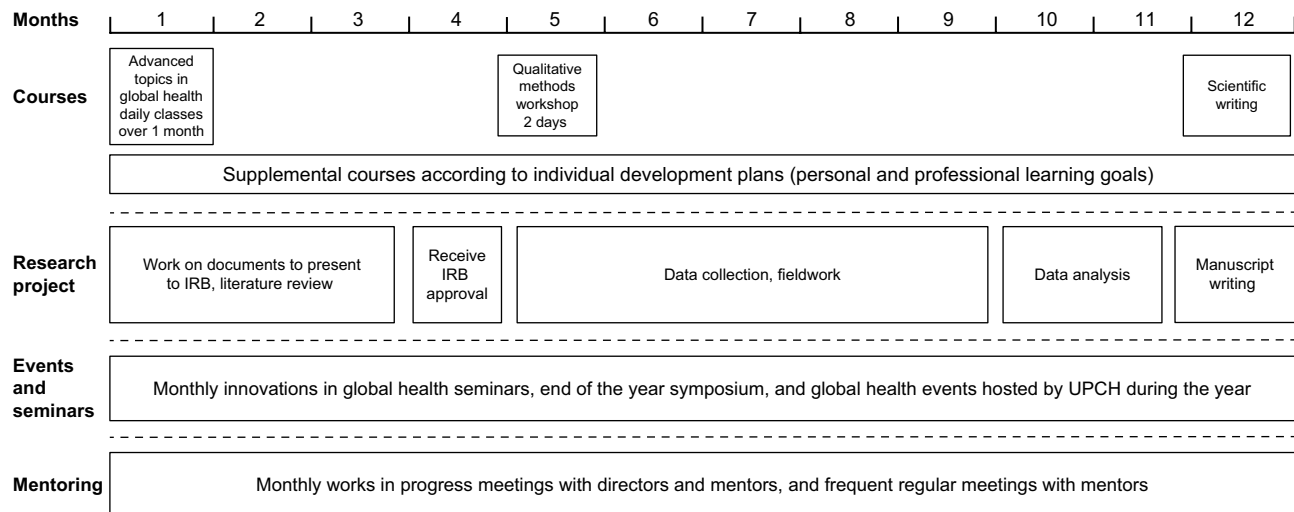 Months 1 2 3 4 5 6 7 8 9 10 11 12
Courses
Advanced
topics in
global health
daily classes
over 1 month
Qualitative
methods
workshop
2 days
Scientific
writing
Supplemental courses according to individual development plans (personal and professional learning goals)
Research
project
Work on documents to present
to IRB, literature review
Receive
IRB
approval
Data collection, fieldwork
Data analysis
Manuscript
writing
Events
and
seminars
Monthly innovations in global health seminars, end of the year symposium, and global health events hosted by UPCH during the year
Mentoring
Monthly works in progress meetings with directors and mentors, and frequent regular meetings with mentors